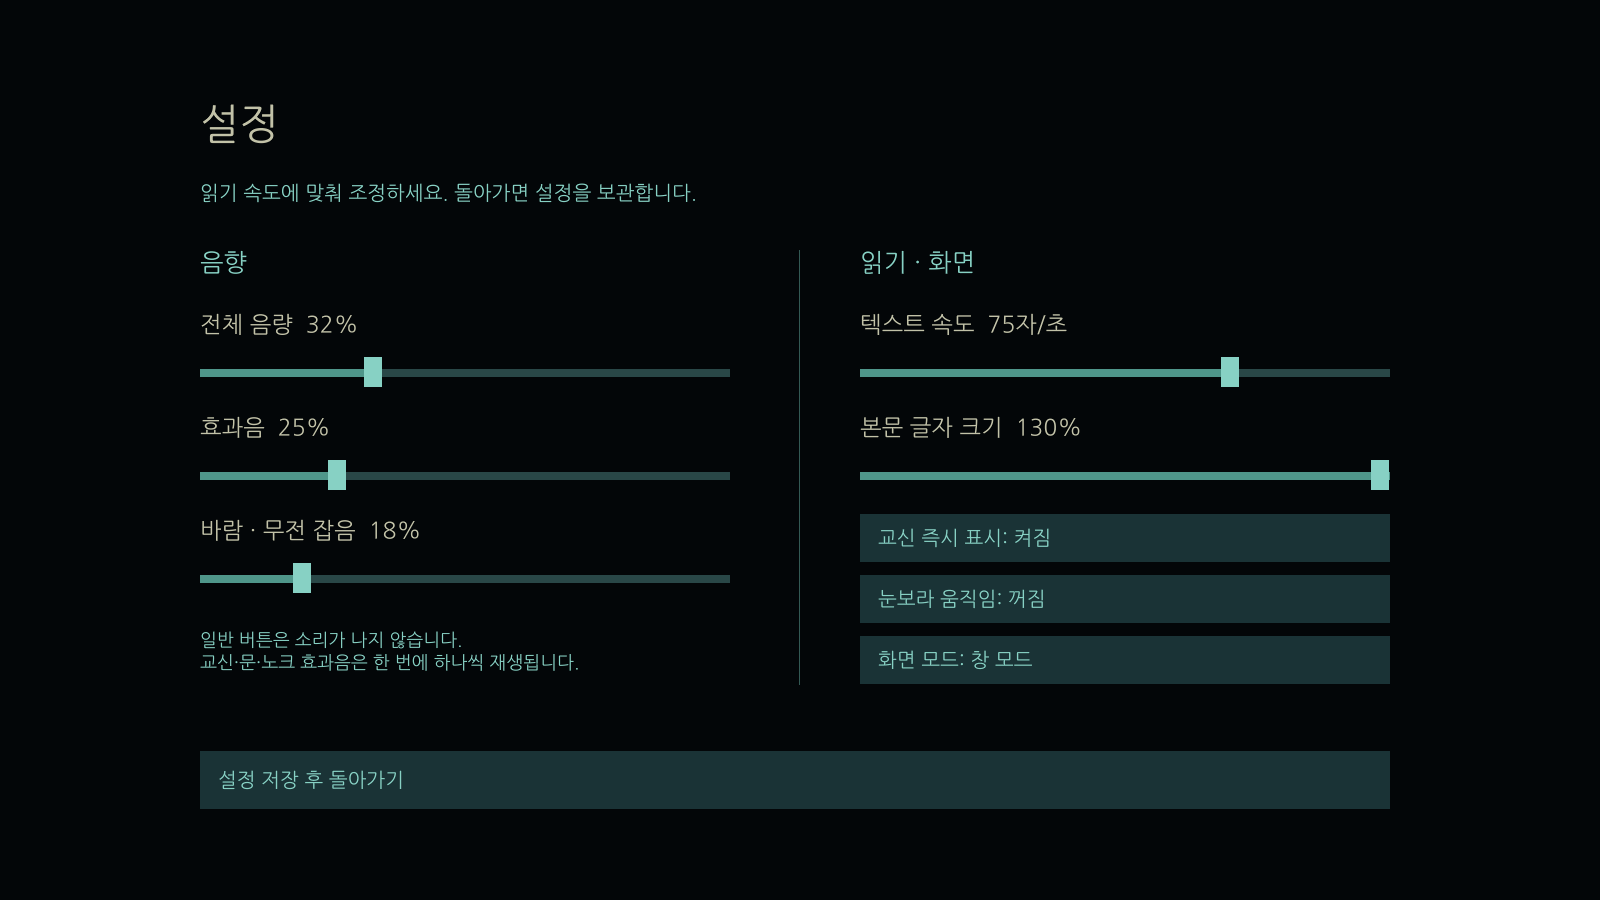 설정
읽기 속도에 맞춰 조정하세요. 돌아가면 설정을 보관합니다.
음향
전체 음량 32%
효과음 25%
바람 · 무전 잡음 18%
일반 버튼은 소리가 나지 않습니다.
교신·문·노크 효과음은 한 번에 하나씩 재생됩니다.
읽기 · 화면
텍스트 속도 75자/초
본문 글자 크기 130%
교신 즉시 표시: 켜짐
눈보라 움직임: 꺼짐
화면 모드: 창 모드
설정 저장 후 돌아가기